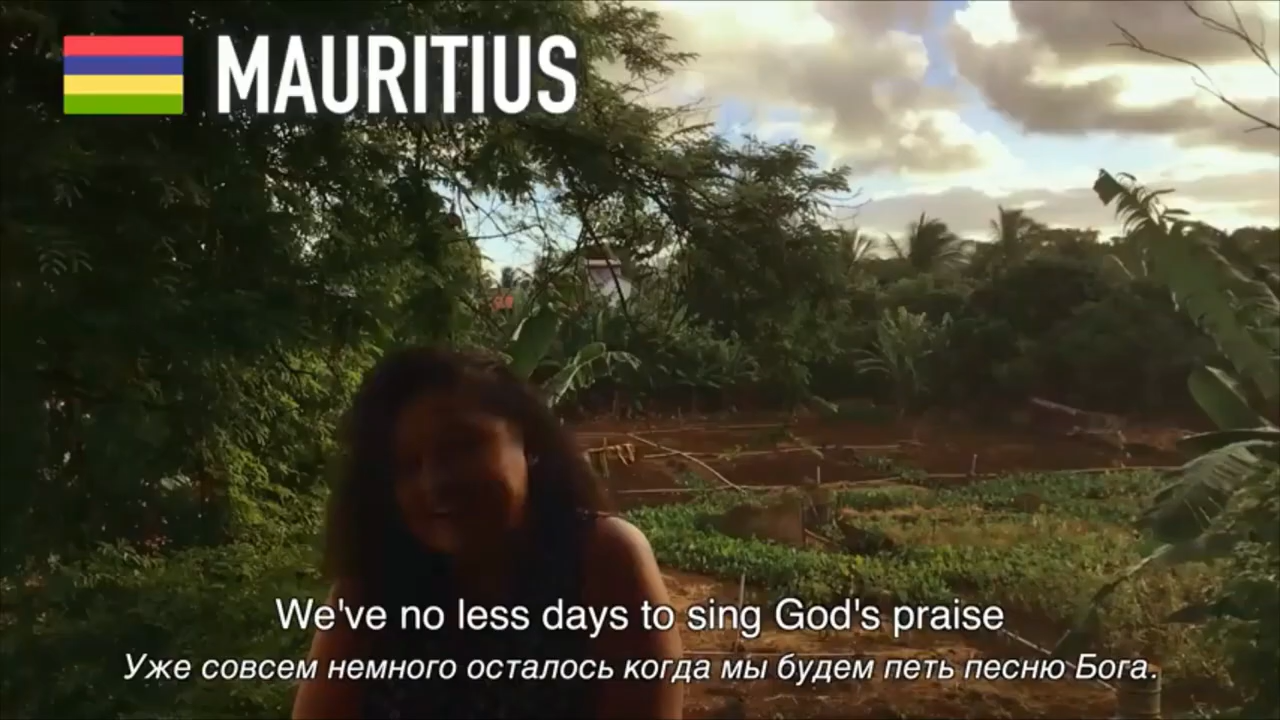 MAURITIUS
We've no less days to sing God's praise
Уже совсем немного осталось когда мы будем петь песню Бога.